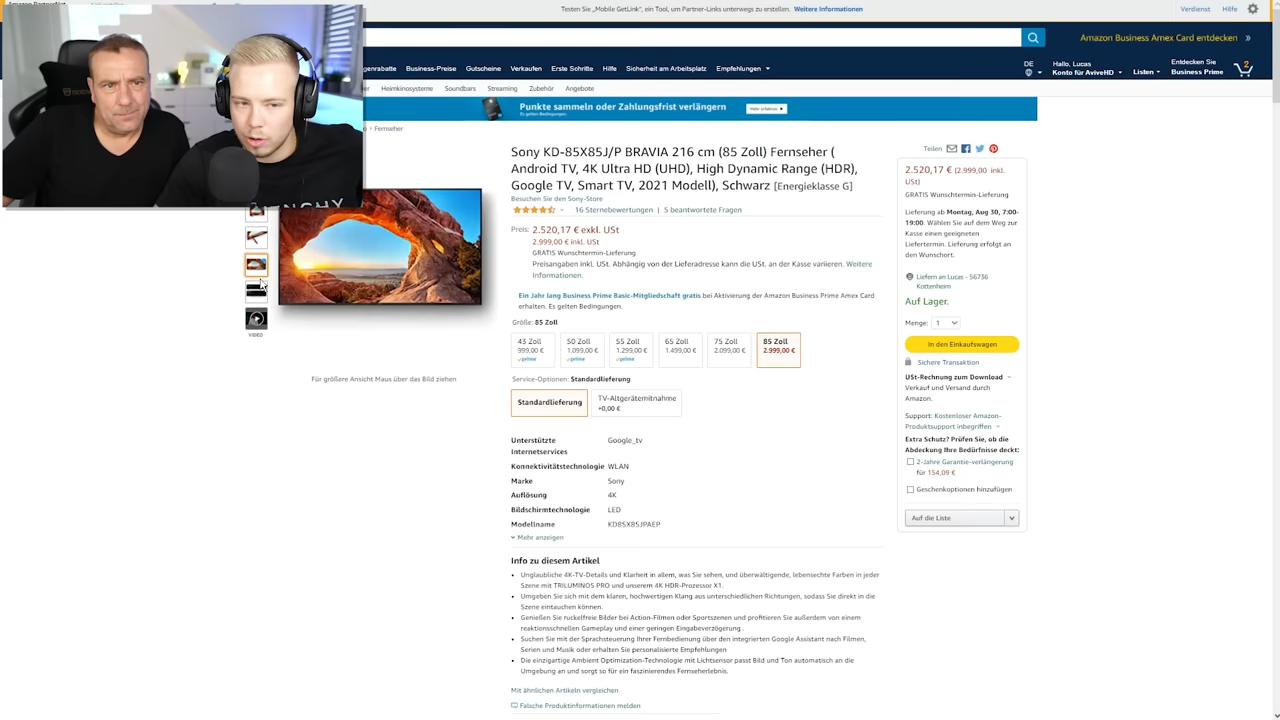 Testen Sie „Mobile GetLink", ein Tool, um Partner-Links unterwegs zu erstellen. Weitere Informationen
Verdienst Hilfe
Amazon Business Amex Card entdecken »
Business-Preise Gutscheine Verkaufen Erste Schritte Hilfe Sicherheit am Arbeitsplatz Empfehlungen
DE
Hallo, Lucas
Konto für AviveHD
Listen
Entdecken Sie
Business Prime
2
Heimkinosysteme Soundbars Streaming Zubehör Angebote
Punkte sammeln oder Zahlungsfrist verlängern
Es gelten Bedingungen.
Mehr erfahren
› Fernseher
Sony KD-85X85J/P BRAVIA 216 cm (85 Zoll) Fernseher (
Android TV, 4K Ultra HD (UHD), High Dynamic Range (HDR),
Google TV, Smart TV, 2021 Modell), Schwarz [Energieklasse G]
Besuchen Sie den Sony-Store
16 Sternebewertungen | 5 beantwortete Fragen
Preis: 2.520,17 € exkl. USt
2.999,00 € inkl. USt
GRATIS Wunschtermin-Lieferung
Preisangaben inkl. USt. Abhängig von der Lieferadresse kann die USt. an der Kasse variieren. Weitere
Informationen.
Ein Jahr lang Business Prime Basic-Mitgliedschaft gratis bei Aktivierung der Amazon Business Prime Amex Card
erhalten. Es gelten Bedingungen.
Größe: 85 Zoll
43 Zoll 50 Zoll 55 Zoll 65 Zoll 75 Zoll 85 Zoll
999,00 € 1.099,00 € 1.299,00 € 1.499,00 € 2.099,00 € 2.999,00 €
prime prime prime
VIDEO
Für größere Ansicht Maus über das Bild ziehen
Service-Optionen: Standardlieferung
Standardlieferung
TV-Altgerätemitnahme
+0,00 €
Unterstützte Google_tv
Internetservices
Konnektivitätstechnologie WLAN
Marke Sony
Auflösung 4K
Bildschirmtechnologie LED
Modellname KD85X85JPAEP
Mehr anzeigen
Info zu diesem Artikel
Unglaubliche 4K-TV-Details und Klarheit in allem, was Sie sehen, und überwältigende, lebensechte Farben in jeder
Szene mit TRILUMINOS PRO und unserem 4K HDR-Prozessor X1.
Umgeben Sie sich mit dem klaren, hochwertigen Klang aus unterschiedlichen Richtungen, sodass Sie direkt in die
Szene eintauchen können.
Genießen Sie ruckelfreie Bilder bei Action-Filmen oder Sportszenen und profitieren Sie außerdem von einem
reaktionsschnellen Gameplay und einer geringen Eingabeverzögerung .
Suchen Sie mit der Sprachsteuerung Ihrer Fernbedienung über den integrierten Google Assistant nach Filmen,
Serien und Musik oder erhalten Sie personalisierte Empfehlungen
Die einzigartige Ambient Optimization-Technologie mit Lichtsensor passt Bild und Ton automatisch an die
Umgebung an und sorgt so für ein faszinierendes Fernseherlebnis.
Mit ähnlichen Artikeln vergleichen
Falsche Produktinformationen melden
Teilen
2.520,17 € (2.999,00 inkl.
USt)
GRATIS Wunschtermin-Lieferung
Lieferung ab Montag, Aug 30, 7:00-
19:00. Wählen Sie auf dem Weg zur
Kasse einen geeigneten
Liefertermin. Lieferung erfolgt an
den Wunschort.
Liefern an Lucas - 56736
Kottenheim
Auf Lager.
Menge: 1
In den Einkaufswagen
Sichere Transaktion
USt-Rechnung zum Download
Verkauf und Versand durch
Amazon.
Support: Kostenloser Amazon-
Produktsupport inbegriffen
Extra Schutz? Prüfen Sie, ob die
Abdeckung Ihre Bedürfnisse deckt:
2-Jahre Garantie-verlängerung
für 154,09 €
Geschenkoptionen hinzufügen
Auf die Liste